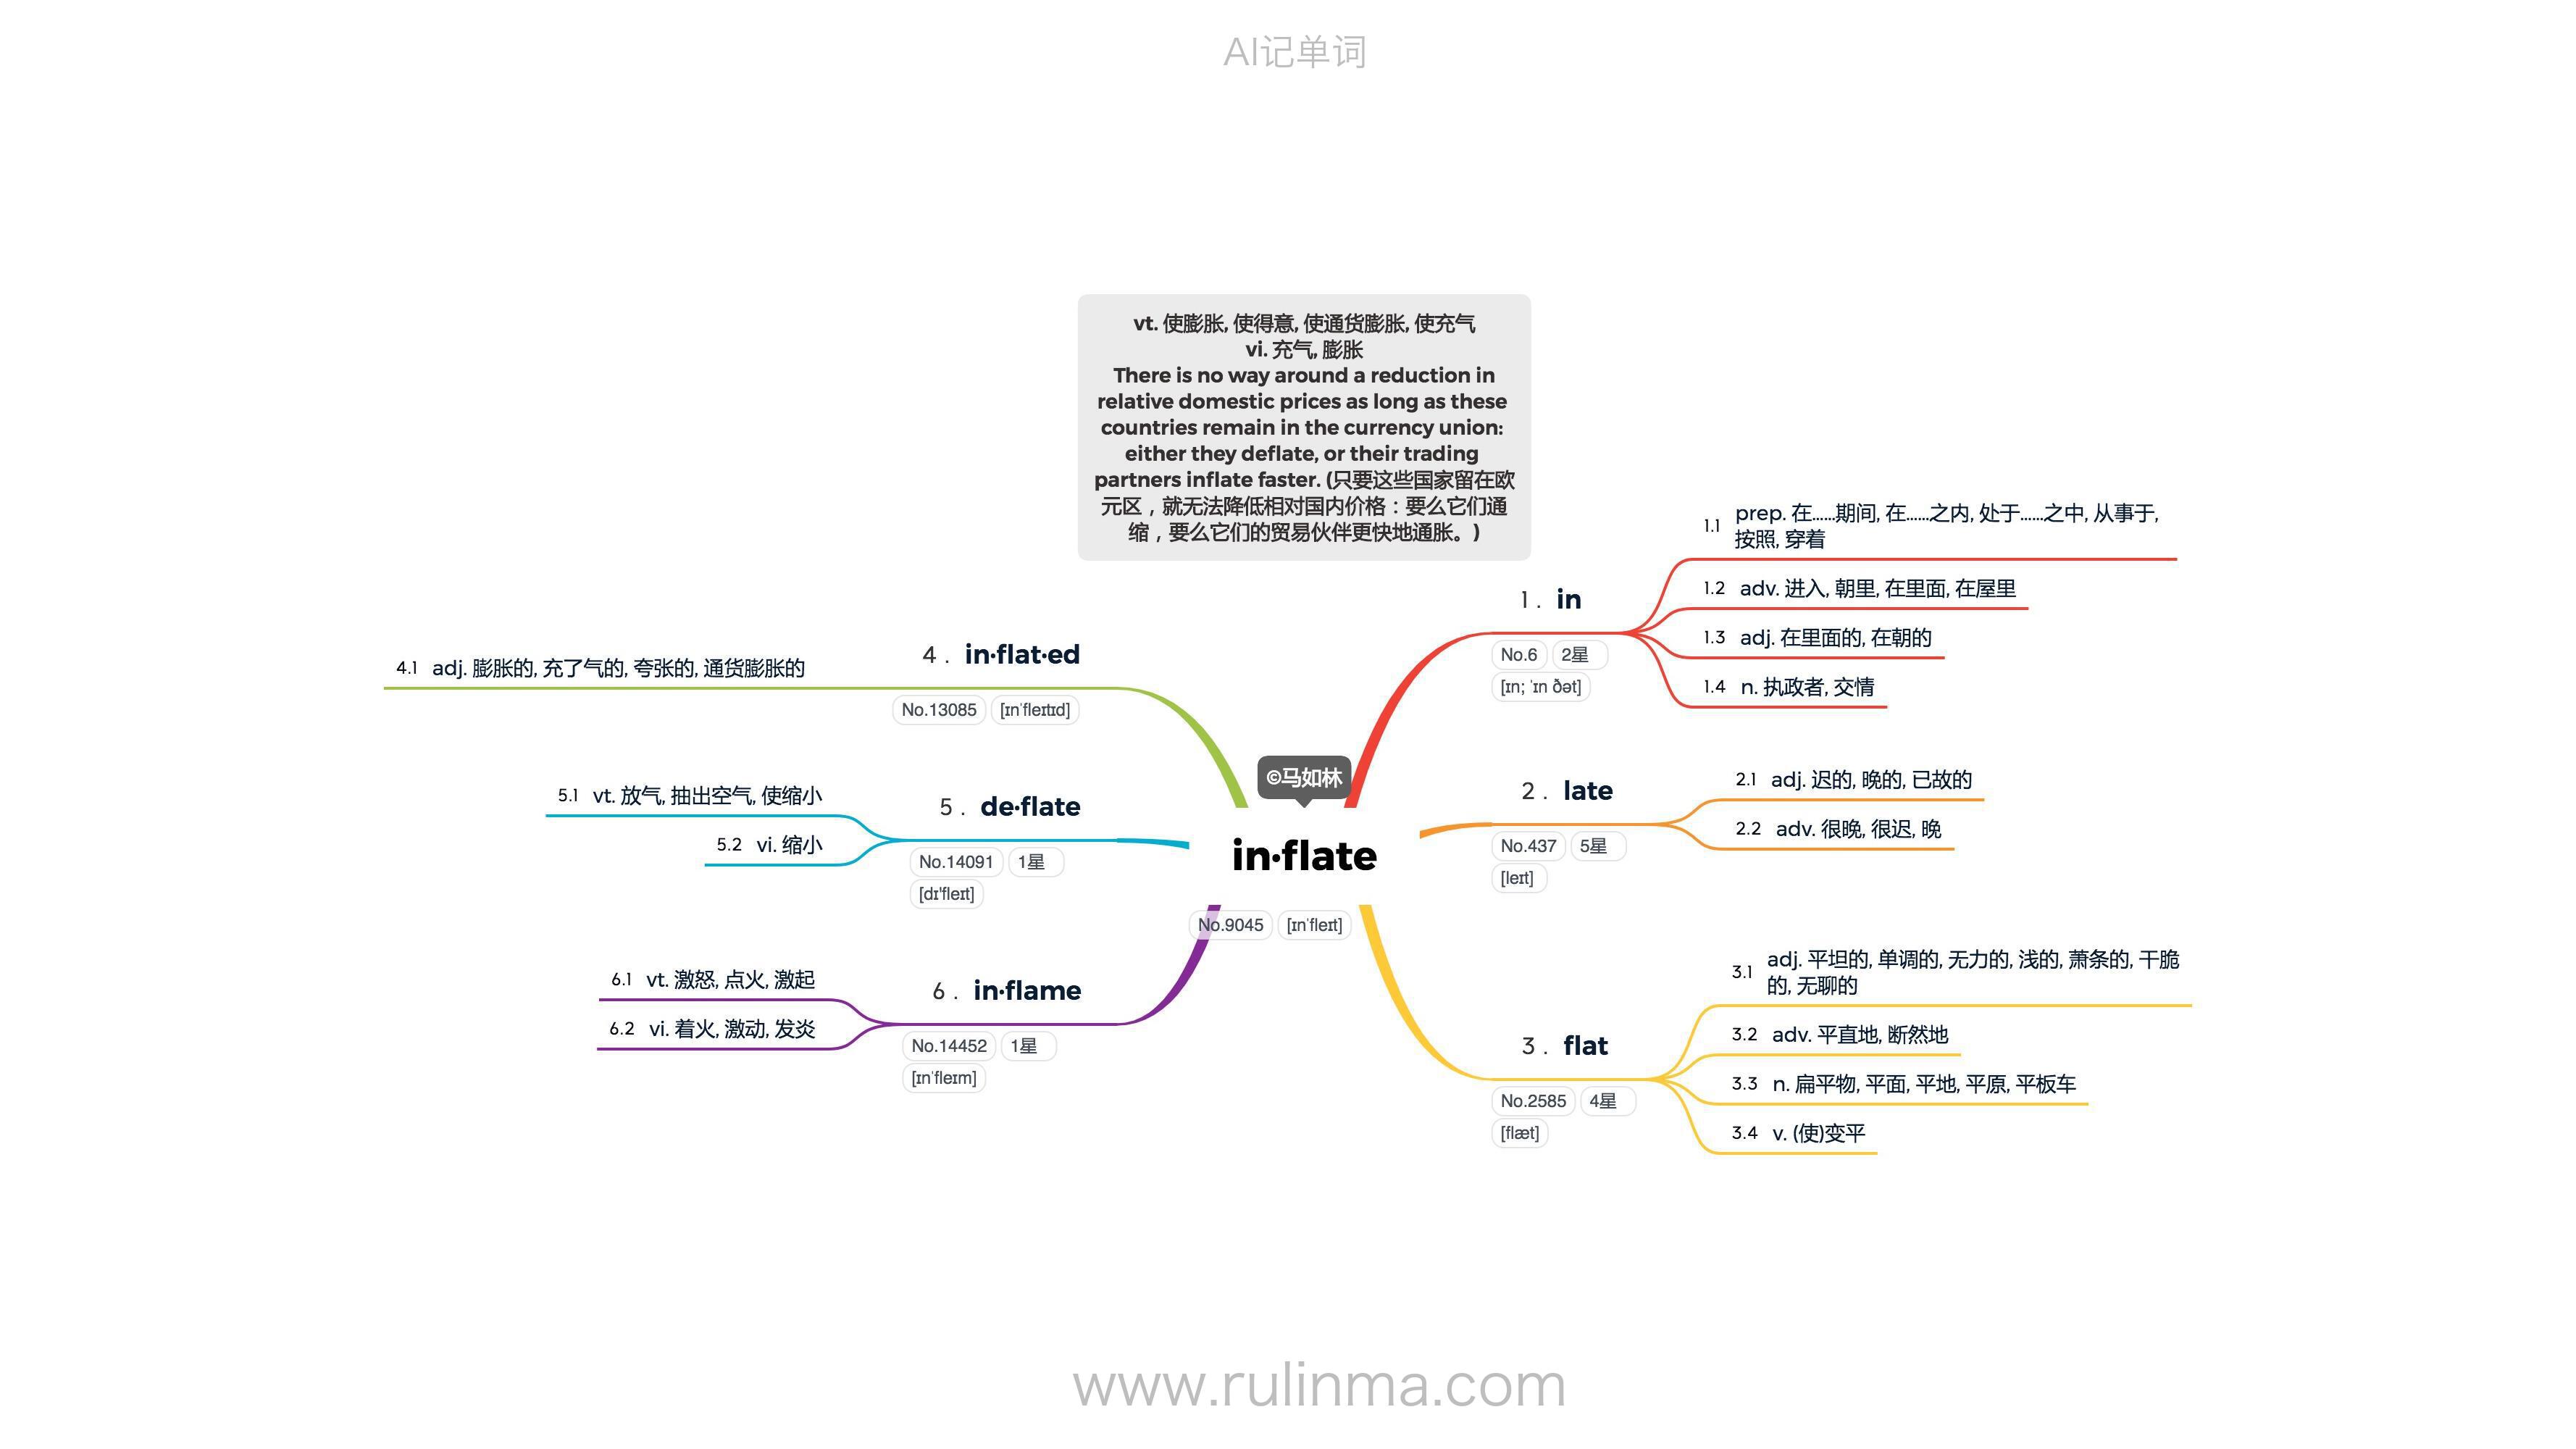 AI记单词
vt. 使膨胀, 使得意, 使通货膨胀, 使充气
vi. 充气, 膨胀
There is no way around a reduction in
relative domestic prices as long as these
countries remain in the currency union:
either they deflate, or their trading
partners inflate faster. (只要这些国家留在欧
元区，就无法降低相对国内价格：要么它们通
缩，要么它们的贸易伙伴更快地通胀。)
©马如林
in·flate
No.9045 [ɪnˈfleɪt]
1. in
No.6 2星
[ɪn; ˈɪn ðət]
1.1 prep. 在……期间, 在……之内, 处于……之中, 从事于,
按照, 穿着
1.2 adv. 进入, 朝里, 在里面, 在屋里
1.3 adj. 在里面的, 在朝的
1.4 n. 执政者, 交情
2. late
No.437 5星
[leɪt]
2.1 adj. 迟的, 晚的, 已故的
2.2 adv. 很晚, 很迟, 晚
3. flat
No.2585 4星
[flæt]
3.1 adj. 平坦的, 单调的, 无力的, 浅的, 萧条的, 干脆
的, 无聊的
3.2 adv. 平直地, 断然地
3.3 n. 扁平物, 平面, 平地, 平原, 平板车
3.4 v. (使)变平
4. in·flat·ed
No.13085 [ɪnˈfleɪtɪd]
4.1 adj. 膨胀的, 充了气的, 夸张的, 通货膨胀的
5. de·flate
No.14091 1星
[dɪ'fleɪt]
5.1 vt. 放气, 抽出空气, 使缩小
5.2 vi. 缩小
6. in·flame
No.14452 1星
[ɪnˈfleɪm]
6.1 vt. 激怒, 点火, 激起
6.2 vi. 着火, 激动, 发炎
www.rulinma.com